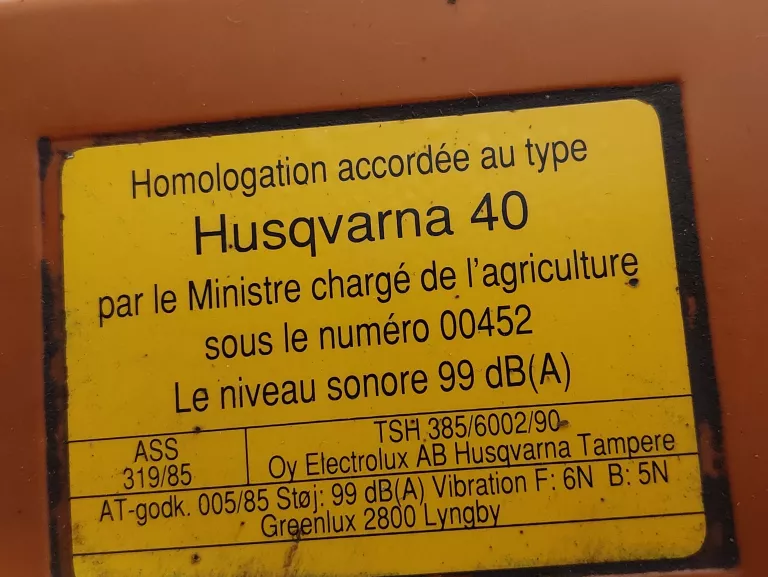 Homologation accordée au type
Husqvarna 40
par le Ministre chargé de l'agriculture
sous le numéro 00452
Le niveau sonore 99 dB(A)
ASS
319/85
TSH 385/6002/90
Oy Electrolux AB Husqvarna Tampere
AT-godk. 005/85 Støj: 99 dB(A) Vibration F: 6N B: 5N
Greenlux 2800 Lyngby